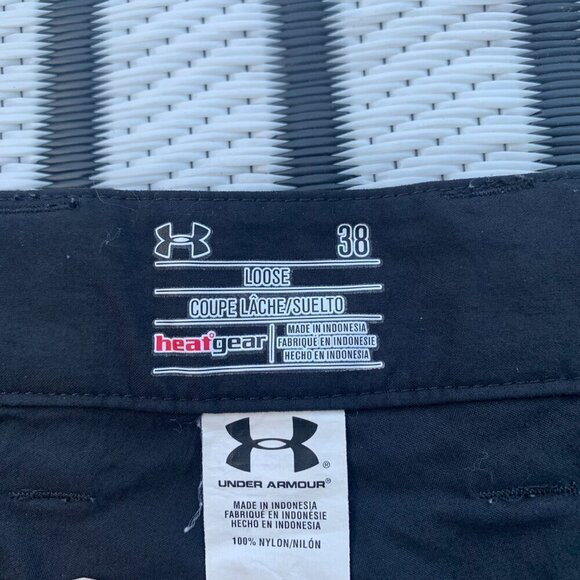 38
LOOSE
COUPE LÂCHE/SUELTO
heatgear
MADE IN INDONESIA
FABRIQUÉ EN INDONESIE
HECHO EN INDONESIA
UNDER ARMOUR®
MADE IN INDONESIA
FABRIQUÉ EN INDONÉSIE
HECHO EN INDONESIA
100% NYLON/NILÓN